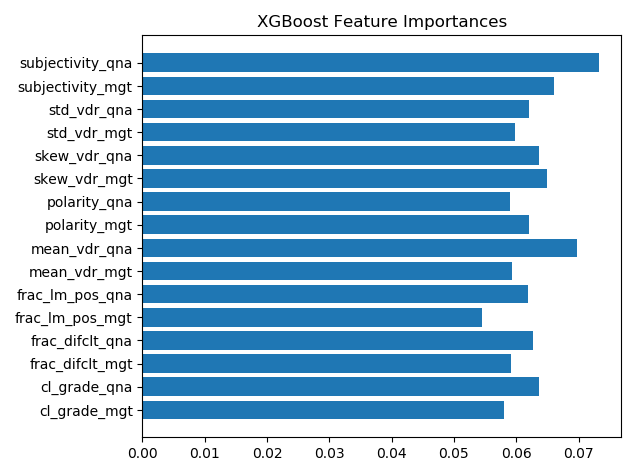 XGBoost Feature Importances
subjectivity_qna
subjectivity_mgt
std_vdr_qna
std_vdr_mgt
skew_vdr_qna
skew_vdr_mgt
polarity_qna
polarity_mgt
mean_vdr_qna
mean_vdr_mgt
frac_lm_pos_qna
frac_lm_pos_mgt
frac_difclt_qna
frac_difclt_mgt
cl_grade_qna
cl_grade_mgt
0.00 0.01 0.02 0.03 0.04 0.05 0.06 0.07